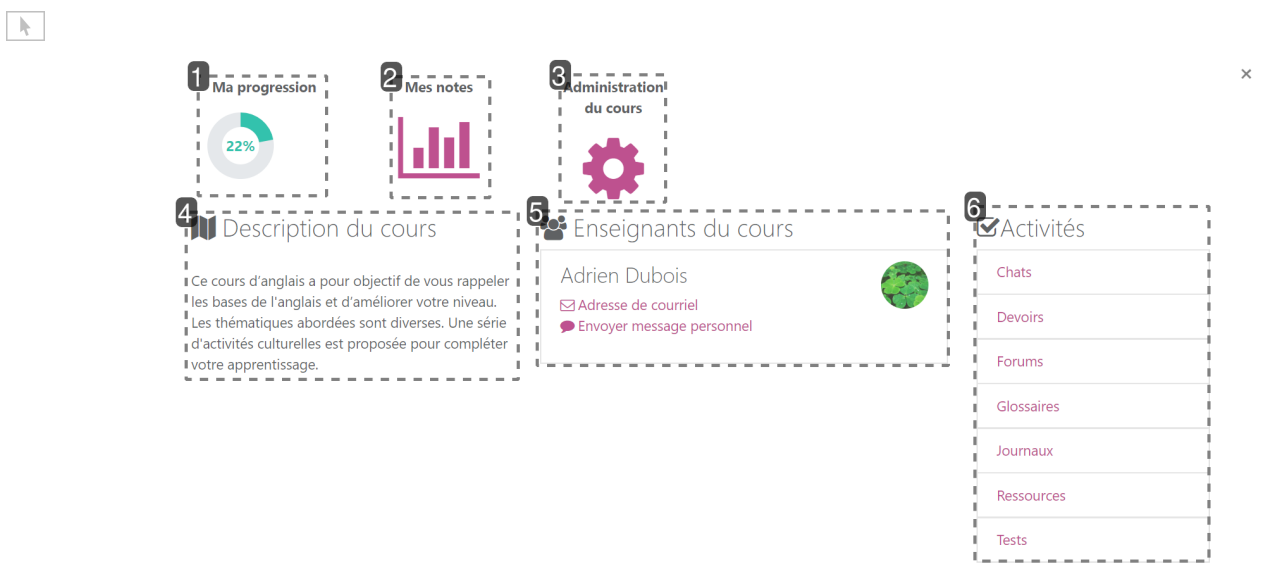 1
Ma progression
22%
2
Mes notes
3
Administration
du cours
×
4
Description du cours
Ce cours d'anglais a pour objectif de vous rappeler
les bases de l'anglais et d'améliorer votre niveau.
Les thématiques abordées sont diverses. Une série
d'activités culturelles est proposée pour compléter
votre apprentissage.
5
Enseignants du cours
Adrien Dubois
Adresse de courriel
Envoyer message personnel
6
Activités
Chats
Devoirs
Forums
Glossaires
Journaux
Ressources
Tests